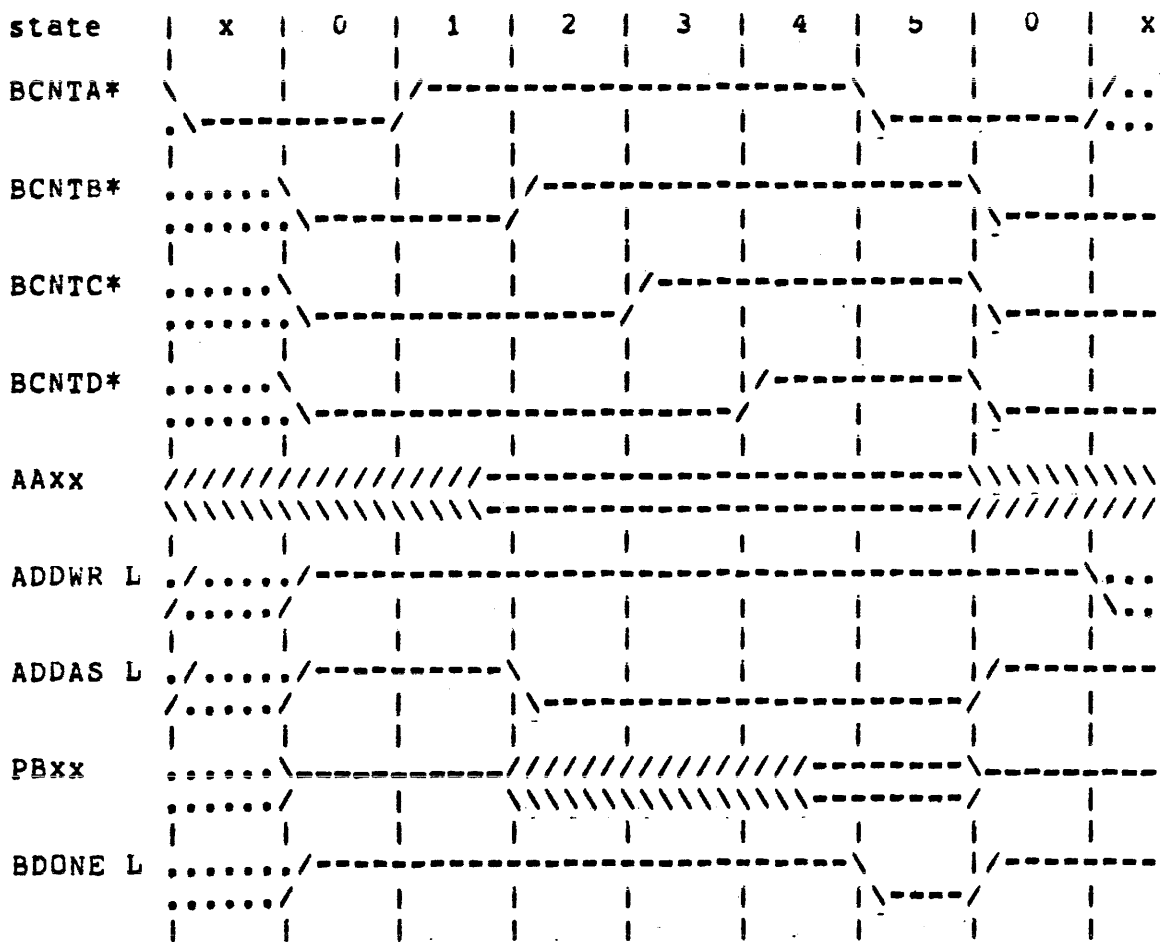 state | x | 0 | 1 | 2 | 3 | 4 | 5 | 0 | x
BCNTA*
BCNTB*
BCNTC*
BCNTD*
AAxx
ADDWR L
ADDAS L
PBxx
BDONE L